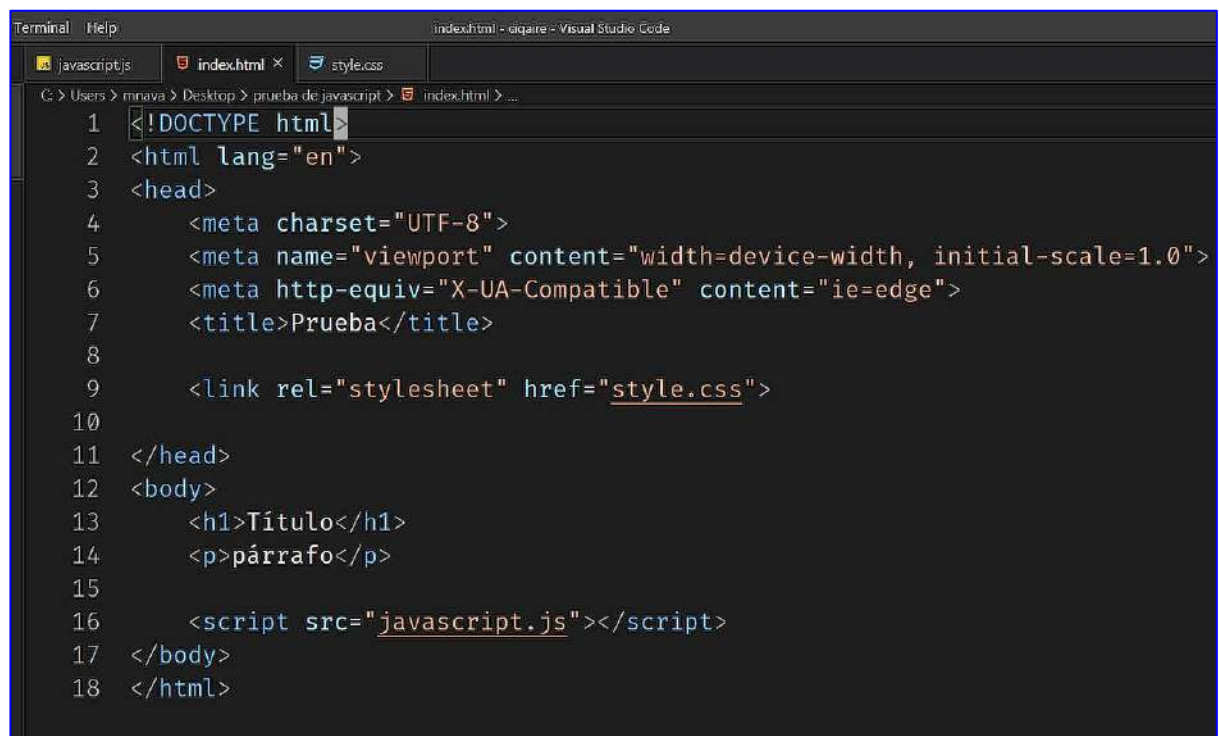 Terminal Help index.html - ciqaire - Visual Studio Code
JS javascript.js index.html × style.css
C: > Users > mnava > Desktop > prueba de javascript > index.html > ...
1 <!DOCTYPE html>
2 <html lang="en">
3 <head>
4 <meta charset="UTF-8">
5 <meta name="viewport" content="width=device-width, initial-scale=1.0">
6 <meta http-equiv="X-UA-Compatible" content="ie=edge">
7 <title>Prueba</title>
8
9 <link rel="stylesheet" href="style.css">
10
11 </head>
12 <body>
13 <h1>Título</h1>
14 <p>párrafo</p>
15
16 <script src="javascript.js"></script>
17 </body>
18 </html>